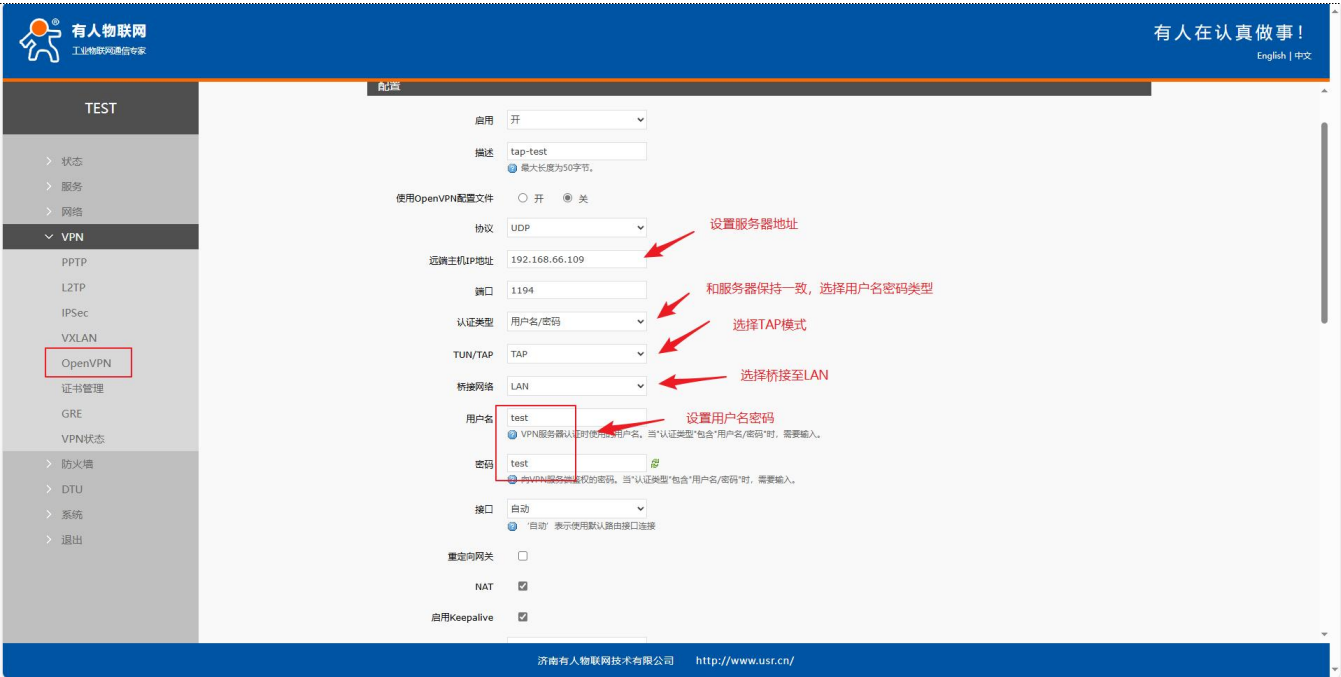 有人物联网
工业物联网通信专家
有人在认真做事！
English | 中文
TEST
状态
服务
网络
VPN
PPTP
L2TP
IPSec
VXLAN
OpenVPN
证书管理
GRE
VPN状态
防火墙
DTU
系统
退出
配置
启用 开
描述 tap-test
最大长度为50字节。
使用OpenVPN配置文件 开 关
协议 UDP
设置服务器地址
远端主机IP地址 192.168.66.109
端口 1194
和服务器保持一致，选择用户名密码类型
认证类型 用户名/密码
选择TAP模式
TUN/TAP TAP
选择桥接至LAN
桥接网络 LAN
用户名 test
设置用户名密码
VPN服务器认证时使用的用户名。当"认证类型"包含"用户名/密码"时，需要输入。
密码 test
向VPN服务端鉴权的密码。当"认证类型"包含"用户名/密码"时，需要输入。
接口 自动
'自动' 表示使用默认路由接口连接
重定向网关
NAT
启用Keepalive
济南有人物联网技术有限公司 http://www.usr.cn/